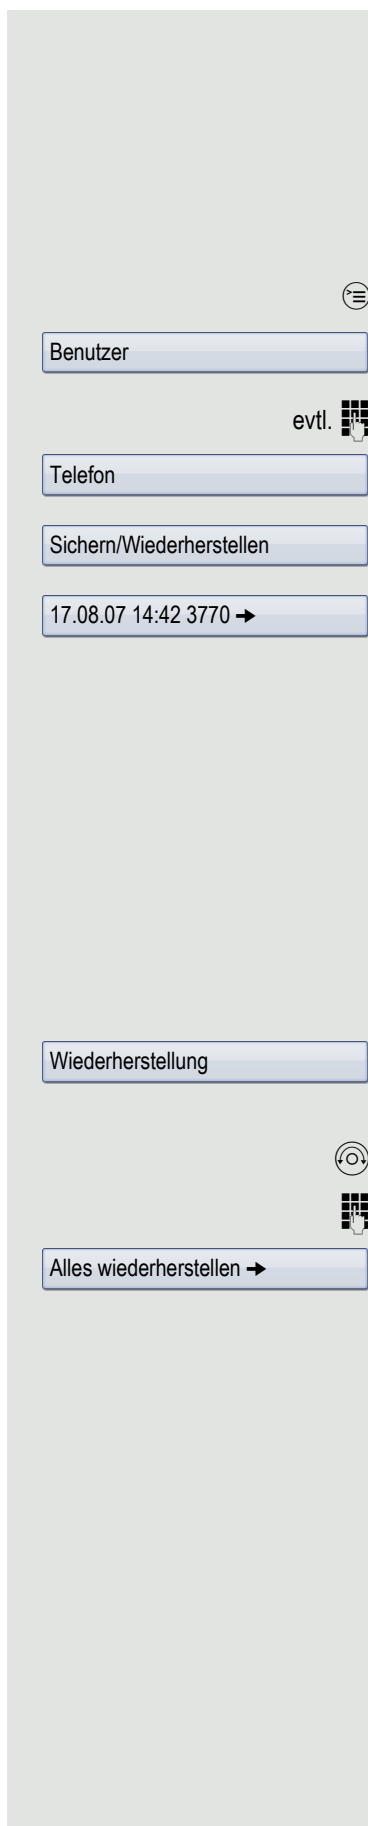 Benutzer
evtl.
Telefon
Sichern/Wiederherstellen
17.08.07 14:42 3770 →
Wiederherstellung
Alles wiederherstellen →